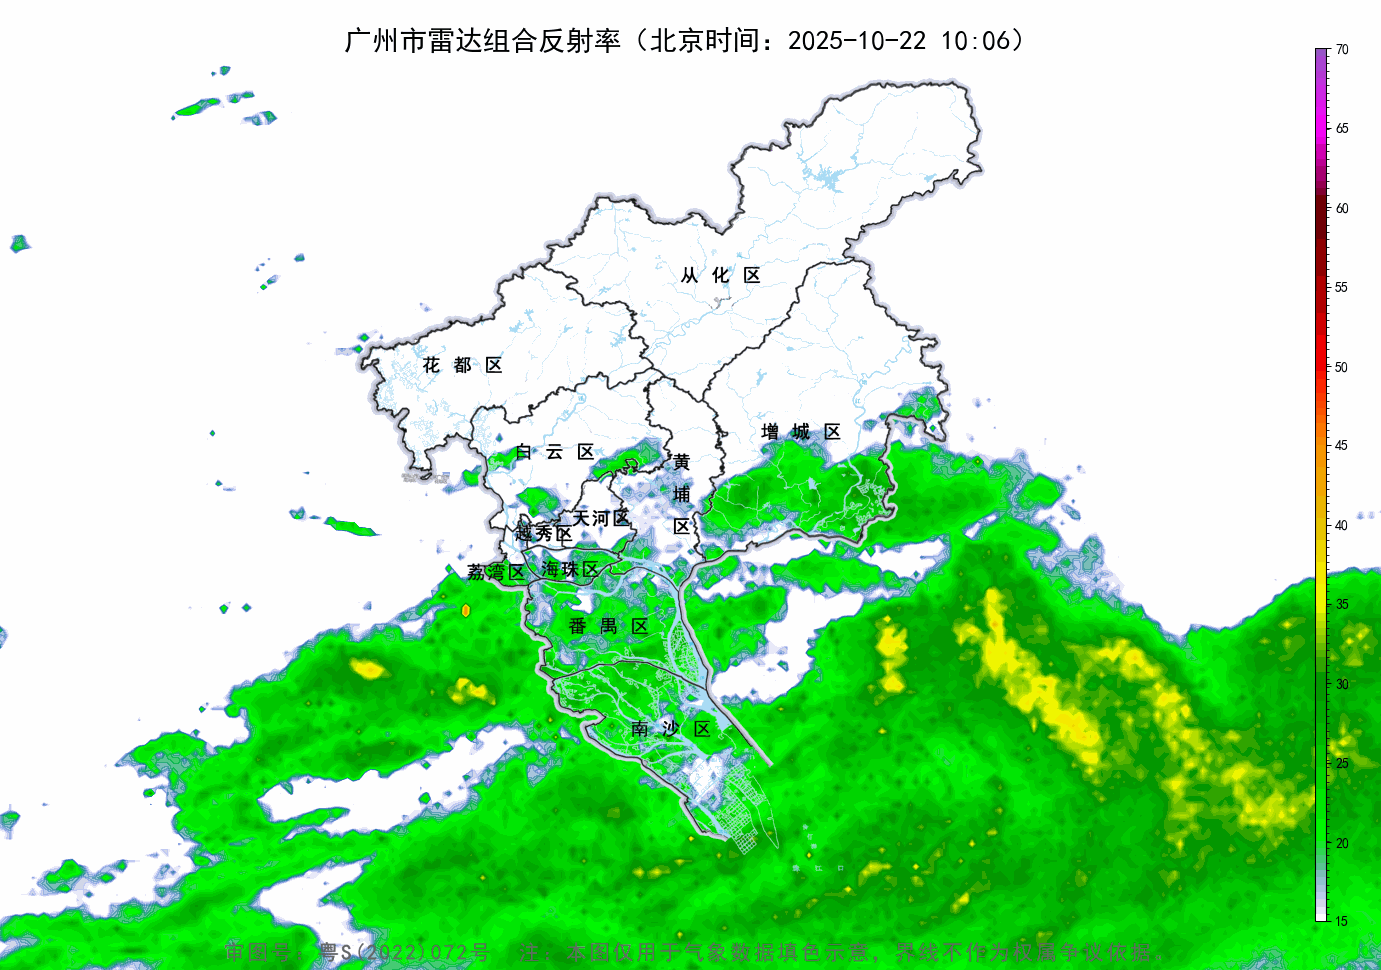 广州市雷达组合反射率（北京时间：2025-10-22 10:06）
70
65
60
55
50
45
40
35
30
25
20
15
从化区
花都区
增城区
白云区
黄埔区
天河区
越秀区
荔湾区
海珠区
番禺区
南沙区
审图号：粤S(2022)072号 注：本图仅用于气象数据填色示意，界线不作为权属争议依据。